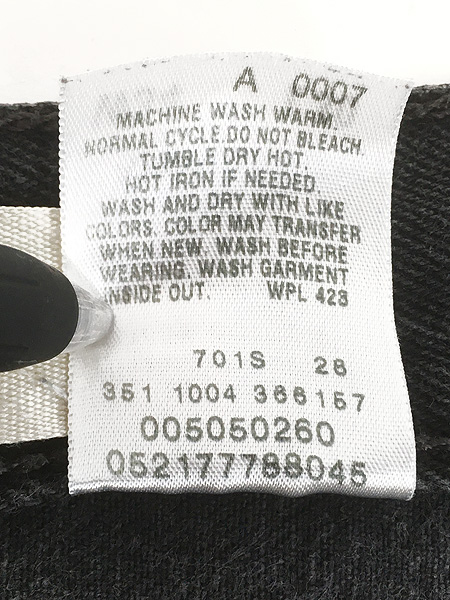 A 0007
MACHINE WASH WARM
NORMAL CYCLE. DO NOT BLEACH.
TUMBLE DRY HOT.
HOT IRON IF NEEDED.
WASH AND DRY WITH LIKE
COLORS. COLOR MAY TRANSFER
WHEN NEW. WASH BEFORE
WEARING. WASH GARMENT
INSIDE OUT. WPL 423
701S 28
351 1004 366157
005050260
052177788045